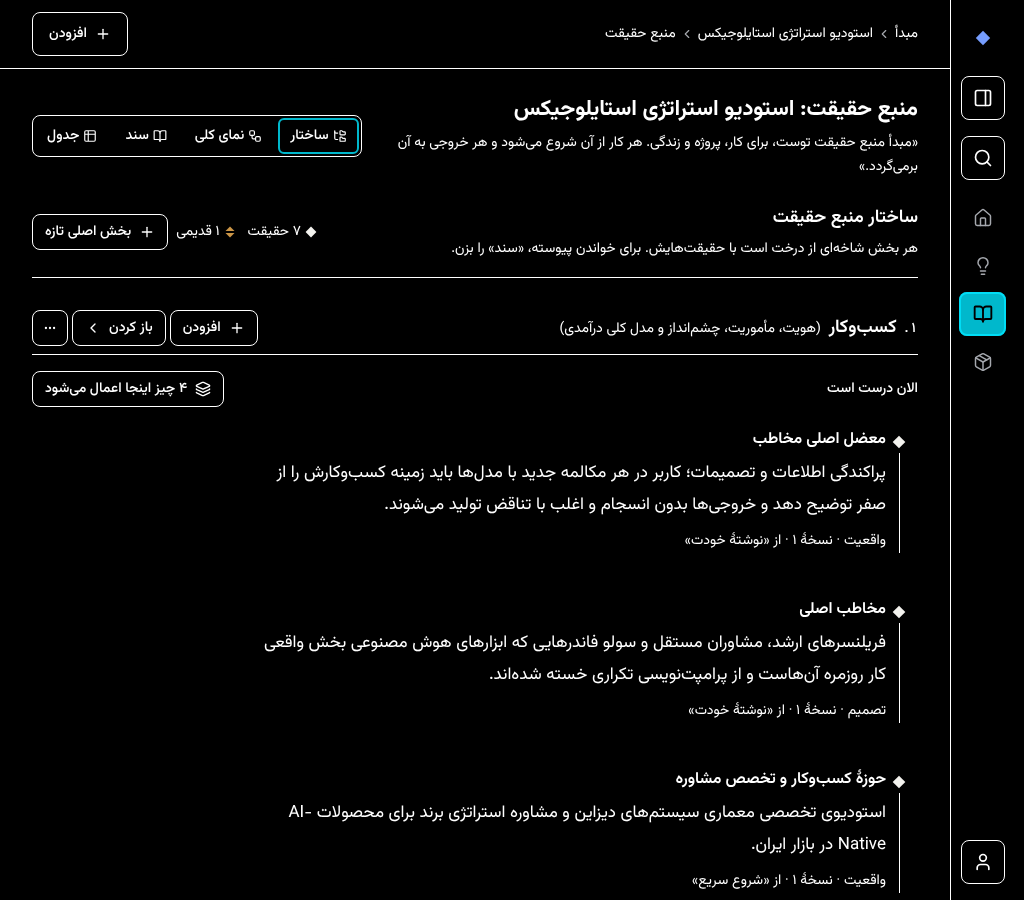 مبدأ › استودیو استراتژی استایلوجیکس › منبع حقیقت
افزودن
منبع حقیقت: استودیو استراتژی استایلوجیکس
«مبدأ منبع حقیقت توست، برای کار، پروژه و زندگی. هر کار از آن شروع می‌شود و هر خروجی به آن
برمی‌گردد.»
ساختار
نمای کلی
سند
جدول
ساختار منبع حقیقت
هر بخش شاخه‌ای از درخت است با حقیقت‌هایش. برای خواندن پیوسته، «سند» را بزن.
۷ حقیقت
۱ قدیمی
بخش اصلی تازه
۱. کسب‌وکار (هویت، مأموریت، چشم‌انداز و مدل کلی درآمدی)
افزودن
باز کردن
الان درست است
۴ چیز اینجا اعمال می‌شود
معضل اصلی مخاطب
پراکندگی اطلاعات و تصمیمات؛ کاربر در هر مکالمه جدید با مدل‌ها باید زمینه کسب‌وکارش را از
صفر توضیح دهد و خروجی‌ها بدون انسجام و اغلب با تناقض تولید می‌شوند.
واقعیت · نسخهٔ ۱ · از «نوشتهٔ خودت»
مخاطب اصلی
فریلنسرهای ارشد، مشاوران مستقل و سولو فاندرهایی که ابزارهای هوش مصنوعی بخش واقعی
کار روزمره آن‌هاست و از پرامپت‌نویسی تکراری خسته شده‌اند.
تصمیم · نسخهٔ ۱ · از «نوشتهٔ خودت»
حوزهٔ کسب‌وکار و تخصص مشاوره
استودیوی تخصصی معماری سیستم‌های دیزاین و مشاوره استراتژی برند برای محصولات AI-
Native در بازار ایران.
واقعیت · نسخهٔ ۱ · از «شروع سریع»